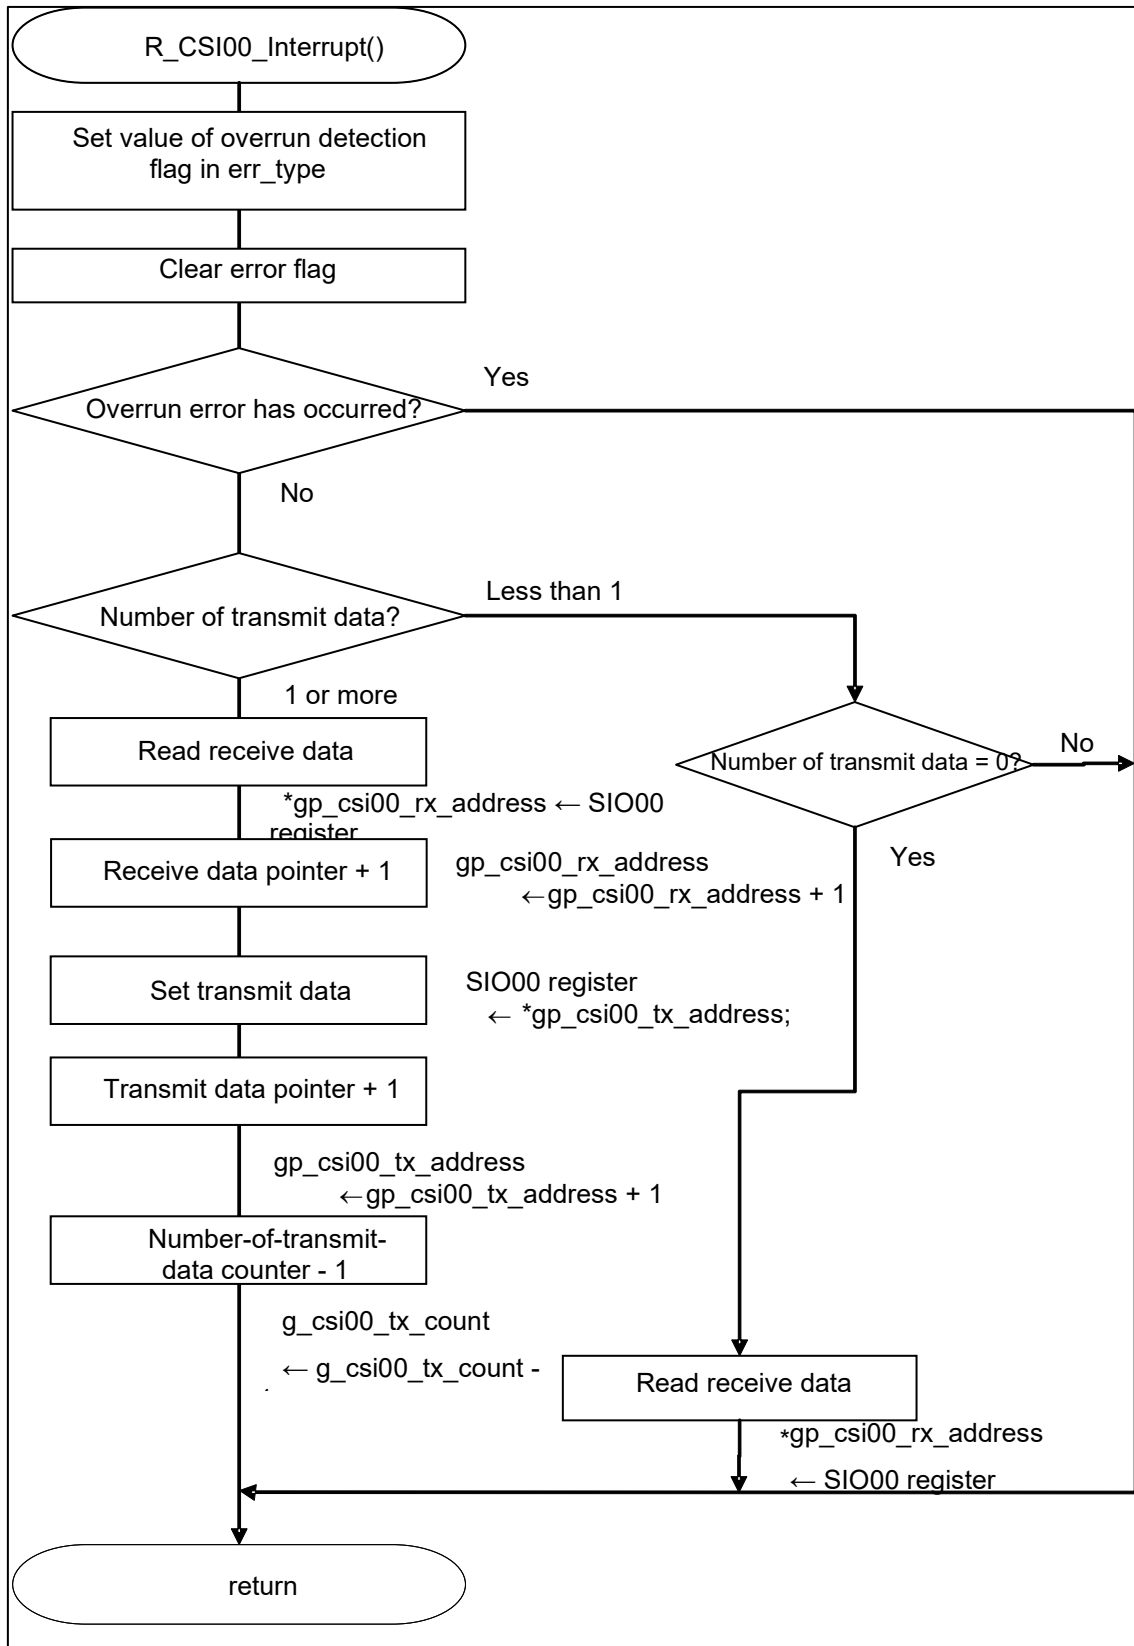 R_CSI00_Interrupt()
Set value of overrun detection
flag in err_type
Clear error flag
Yes
Overrun error has occurred?
No
Less than 1
Number of transmit data?
1 or more
Read receive data
Number of transmit data = 0?
No
*gp_csi00_rx_address ← SIO00
register
Receive data pointer + 1
gp_csi00_rx_address
←gp_csi00_rx_address + 1
Yes
Set transmit data
SIO00 register
← *gp_csi00_tx_address;
Transmit data pointer + 1
gp_csi00_tx_address
←gp_csi00_tx_address + 1
Number-of-transmit-
data counter - 1
g_csi00_tx_count
← g_csi00_tx_count -
Read receive data
*gp_csi00_rx_address
← SIO00 register
return